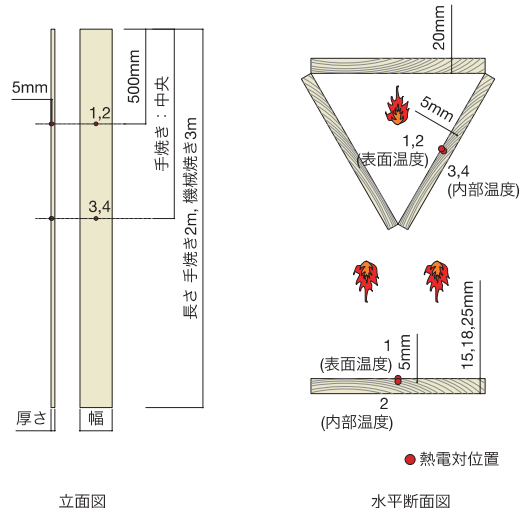 5mm
1,2
3,4
500mm
手焼き：中央
長さ 手焼き2m, 機械焼き3m
厚さ
幅
立面図
20mm
5mm
1,2
(表面温度)
3,4
(内部温度)
1
(表面温度)
5mm
15,18,25mm
2
(内部温度)
熱電対位置
水平断面図